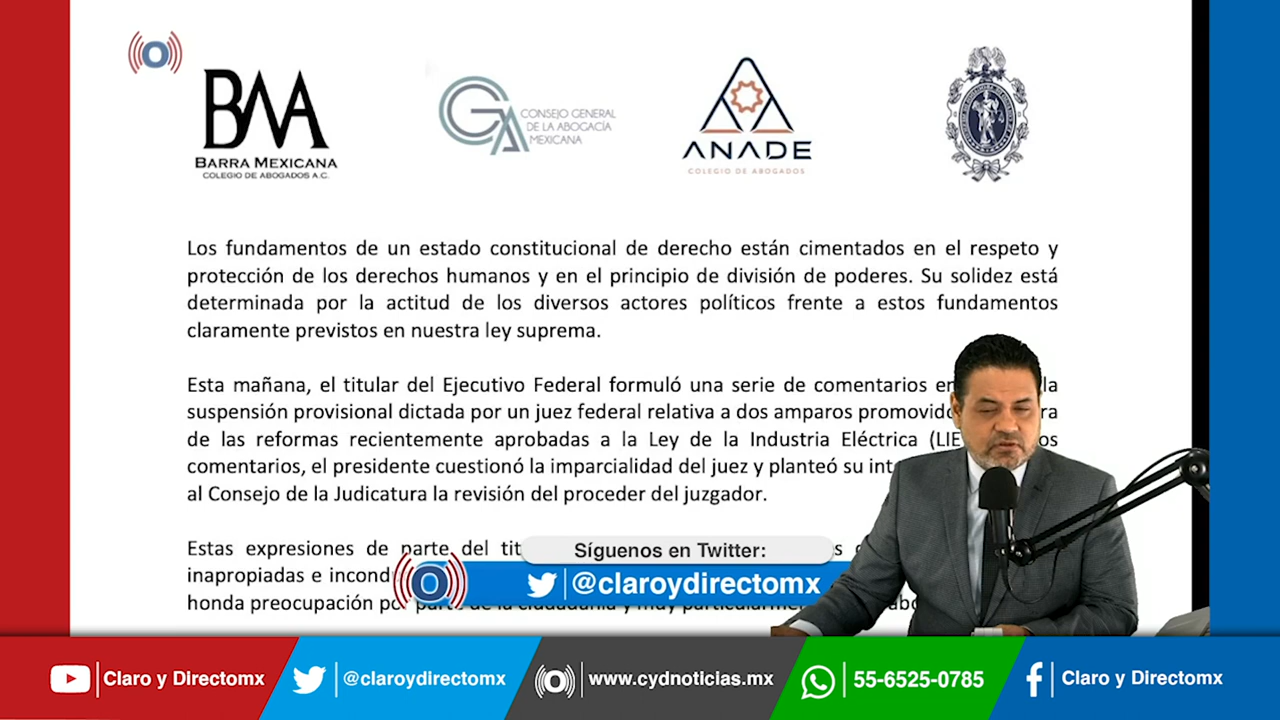 BMA
BARRA MEXICANA
COLEGIO DE ABOGADOS A.C.
CONSEJO GENERAL
DE LA ABOGACÍA
MEXICANA
ANADE
COLEGIO DE ABOGADOS
Los fundamentos de un estado constitucional de derecho están cimentados en el respeto y
protección de los derechos humanos y en el principio de división de poderes. Su solidez está
determinada por la actitud de los diversos actores políticos frente a estos fundamentos
claramente previstos en nuestra ley suprema.
Esta mañana, el titular del Ejecutivo Federal formuló una serie de comentarios en la
suspensión provisional dictada por un juez federal relativa a dos amparos
de las reformas recientemente aprobadas a la Ley de la Industria Eléctrica
comentarios, el presidente cuestionó la imparcialidad del juez y planteó su
al Consejo de la Judicatura la revisión del proceder del juzgador.
Estas expresiones de parte del
inapropiadas e
honda preocupación
Síguenos en Twitter:
@claroydirectomx
Claro y Directomx
@claroydirectomx
www.cydnoticias.mx
55-6525-0785
Claro y Directomx